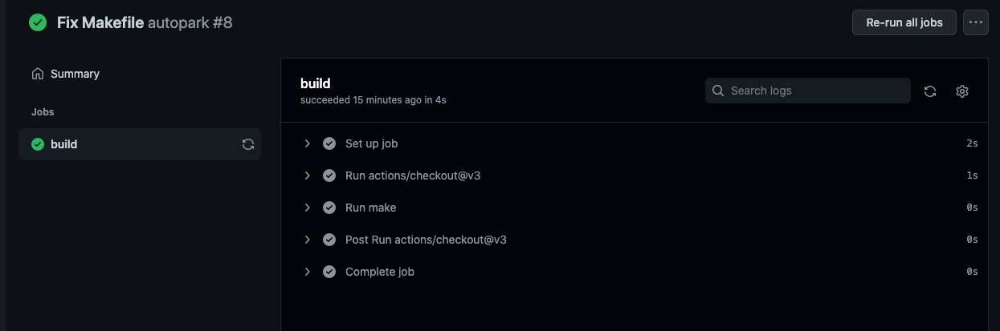 Fix Makefile autopark #8
Re-run all jobs
Summary
Jobs
build
build
succeeded 15 minutes ago in 4s
Search logs
Set up job 2s
Run actions/checkout@v3 1s
Run make 0s
Post Run actions/checkout@v3 0s
Complete job 0s